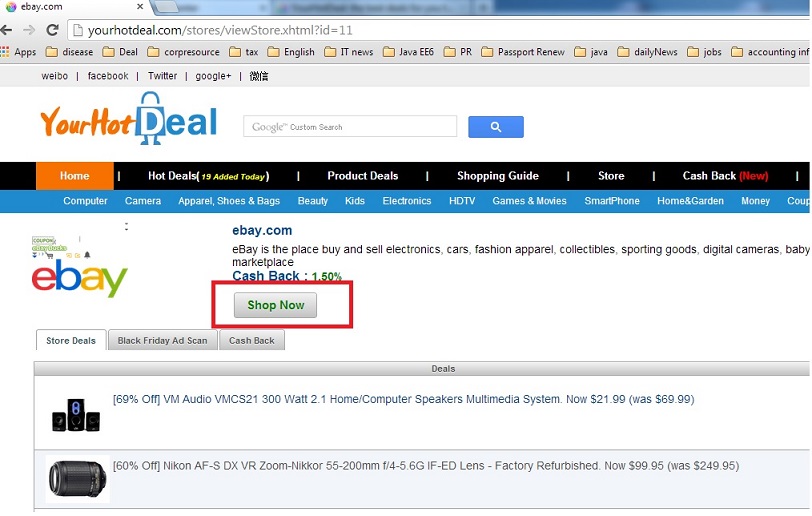 ebay.com
yourhotdeal.com/stores/viewStore.xhtml?id=11
Apps disease Deal corpresource tax English IT news Java EE6 PR Passport Renew java dailyNews jobs accounting inf
weibo | facebook | Twitter | google+ | 微信
YourHotDeal
Google™ Custom Search
Home | Hot Deals( 19 Added Today ) | Product Deals | Shopping Guide | Store | Cash Back (New) |
Computer Camera Apparel, Shoes & Bags Beauty Kids Electronics HDTV Games & Movies SmartPhone Home&Garden Money Coup
:
ebay.com
COUPON
ebay bucks
ebay
eBay is the place buy and sell electronics, cars, fashion apparel, collectibles, sporting goods, digital cameras, baby
marketplace
Cash Back : 1.50%
Shop Now
Store Deals Black Friday Ad Scan Cash Back
Deals
[69% Off] VM Audio VMCS21 300 Watt 2.1 Home/Computer Speakers Multimedia System. Now $21.99 (was $69.99)
[60% Off] Nikon AF-S DX VR Zoom-Nikkor 55-200mm f/4-5.6G IF-ED Lens - Factory Refurbished. Now $99.95 (was $249.95)